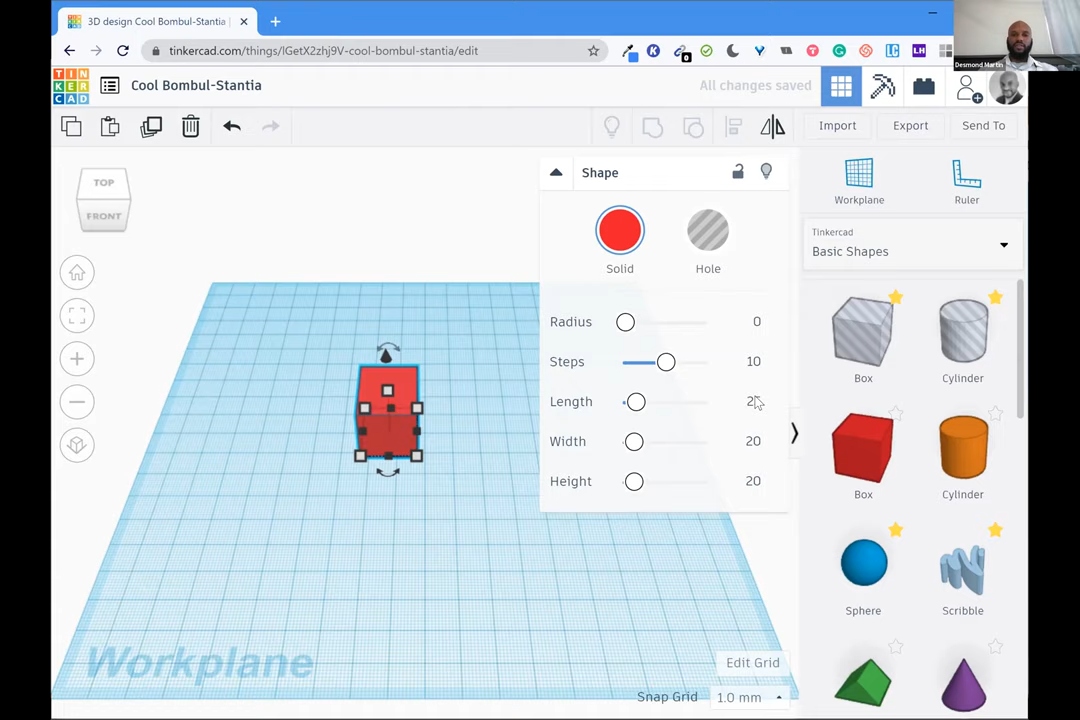 3D design Cool Bombul-Stantia |
tinkercad.com/things/lGetX2zhj9V-cool-bombul-stantia/edit
Desmond Martin
TIN
KER
CAD
Cool Bombul-Stantia
All changes saved
Import
Export
Send To
TOP
FRONT
Shape
Solid
Hole
Radius 0
Steps 10
Length
Width 20
Height 20
Workplane
Ruler
Tinkercad
Basic Shapes
Box
Cylinder
Box
Cylinder
Sphere
Scribble
Workplane
Edit Grid
Snap Grid 1.0 mm